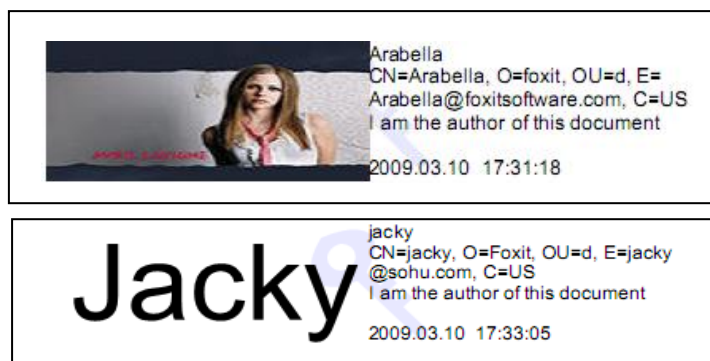 Arabella
CN=Arabella, O=foxit, OU=d, E=
Arabella@foxitsoftware.com, C=US
I am the author of this document
2009.03.10 17:31:18
AVRIL LAVIGNE
Jacky
jacky
CN=jacky, O=Foxit, OU=d, E=jacky
@sohu.com, C=US
I am the author of this document
2009.03.10 17:33:05